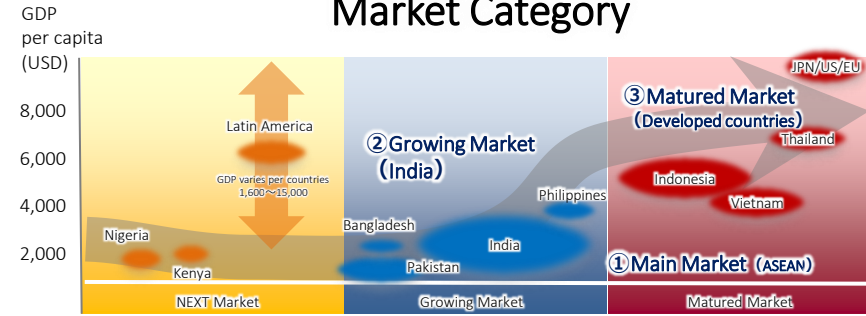 Market Category
GDP
per capita
(USD)
8,000
6,000
4,000
2,000
Latin America
GDP varies per countries
1,600～15,000
Nigeria
Kenya
②Growing Market
（India）
Bangladesh
Pakistan
India
Philippines
JPN/US/EU
③Matured Market
（Developed countries）
Thailand
Indonesia
Vietnam
①Main Market（ASEAN）
NEXT Market
Growing Market
Matured Market